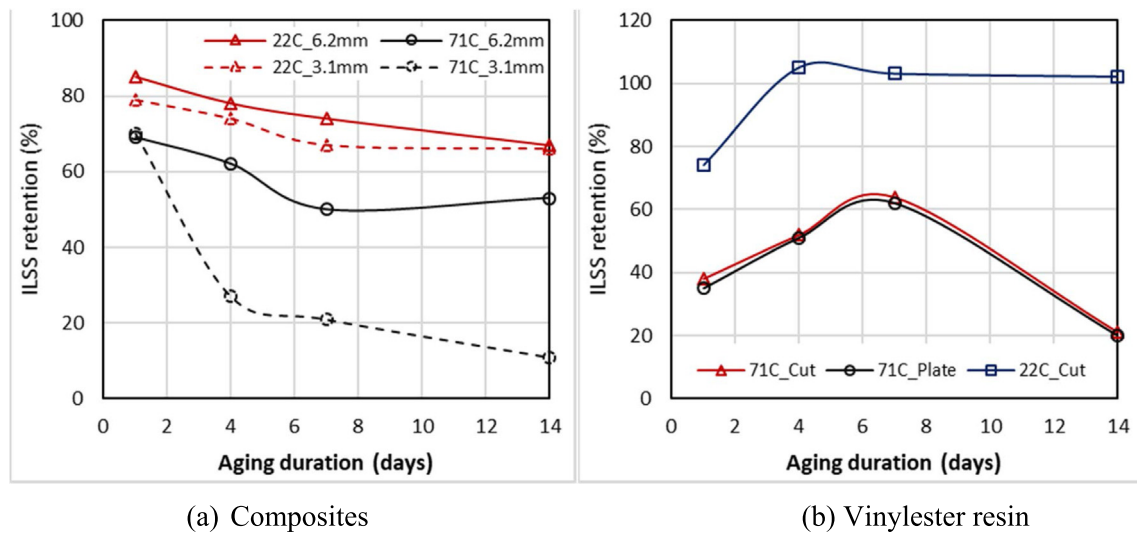 22C_6.2mm 71C_6.2mm
22C_3.1mm 71C_3.1mm
100
80
60
40
20
0
ILSS retention (%)
0 2 4 6 8 10 12 14
Aging duration (days)
(a) Composites
120
100
80
60
40
20
0
ILSS retention (%)
71C_Cut 71C_Plate 22C_Cut
0 2 4 6 8 10 12 14
Aging duration (days)
(b) Vinylester resin